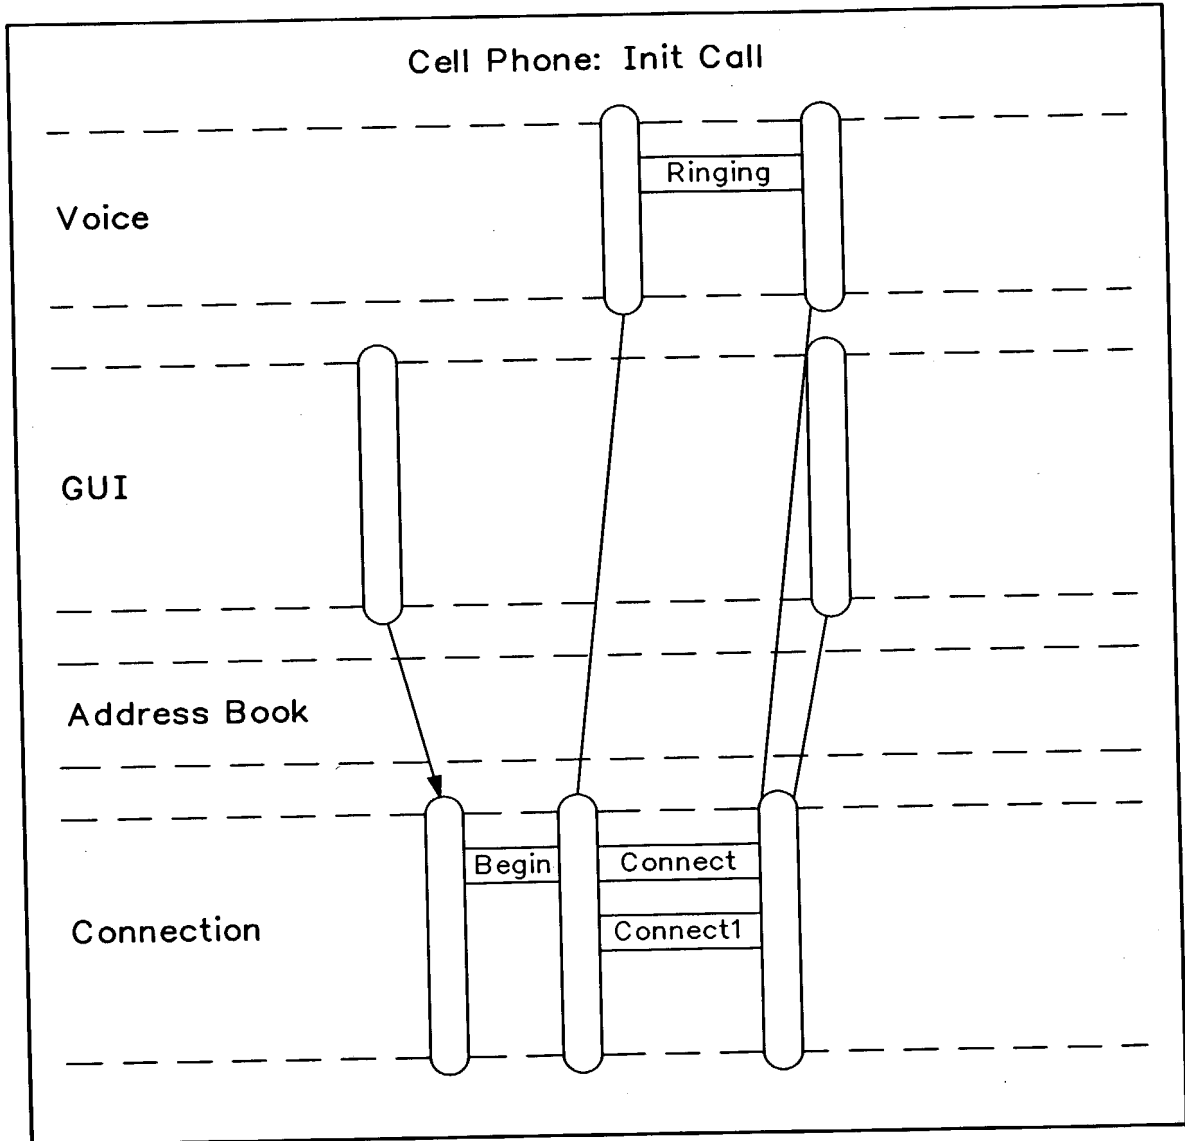 Cell Phone: Init Call
Ringing
Voice
GUI
Address Book
Begin
Connect
Connect1
Connection